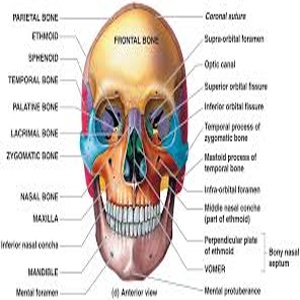 PARIETAL BONE
ETHMOID
SPHENOID
TEMPORAL BONE
PALATINE BONE
LACRIMAL BONE
ZYGOMATIC BONE
NASAL BONE
MAXILLA
Inferior nasal concha
MANDIBLE
Mental foramen
FRONTAL BONE
Coronal suture
Supra-orbital foramen
Optic canal
Superior orbital fissure
Inferior orbital fissure
Temporal process of
zygomatic bone
Mastoid process of
temporal bone
Infra-orbital foramen
Middle nasal concha
(part of ethmoid)
Perpendicular plate
of ethmoid
VOMER
Bony nasal
septum
Mental protuberance
(d) Anterior view